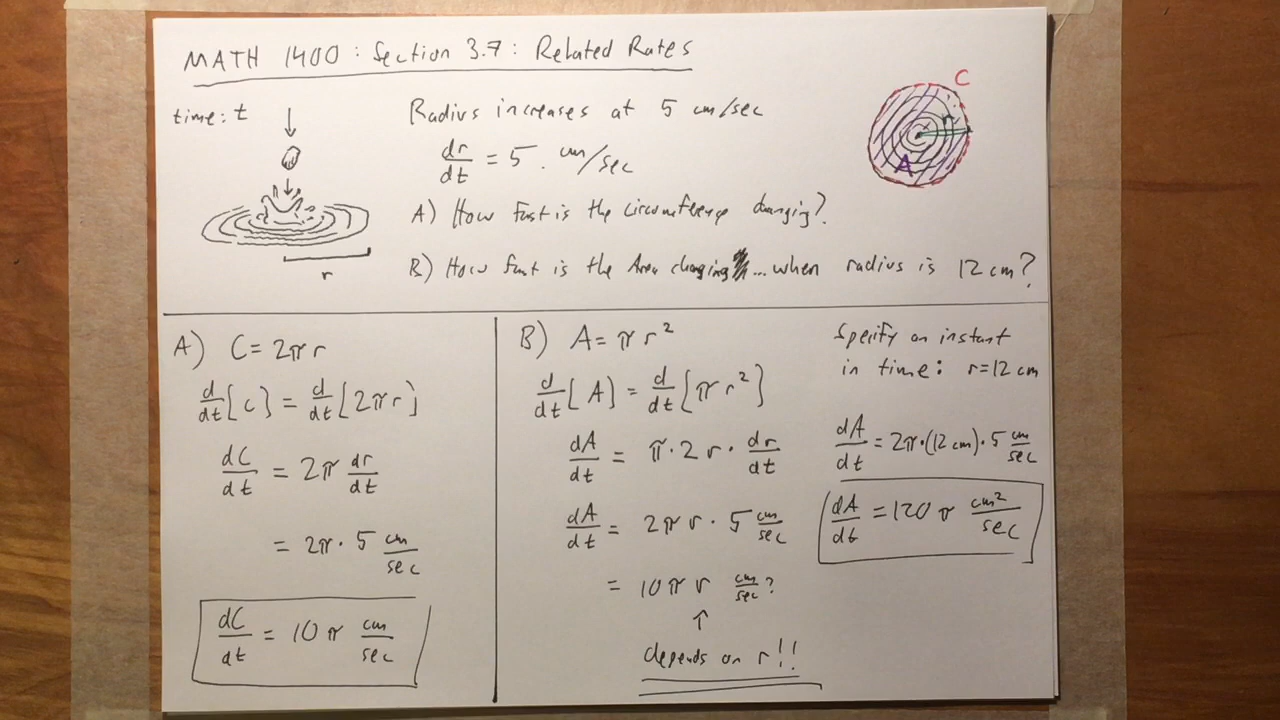 MATH 1400 : Section 3.7 : Related Rates
time: t
r
Radius increases at 5 cm/sec
dr/dt = 5 . cm/sec
A) How fast is the circumference changing?
B) How fast is the Area changing ... when radius is 12 cm?
C
r
A
A) C = 2πr
d/dt [C] = d/dt [2πr]
dC/dt = 2π dr/dt
= 2π · 5 cm/sec
dC/dt = 10π cm/sec
B) A = πr²
d/dt [A] = d/dt [πr²]
dA/dt = π · 2r · dr/dt
dA/dt = 2πr · 5 cm/sec
= 10πr cm/sec ?
↑
depends on r!!
Specify an instant
in time: r = 12 cm
dA/dt = 2π·(12 cm)·5 cm/sec
dA/dt = 120π cm²/sec